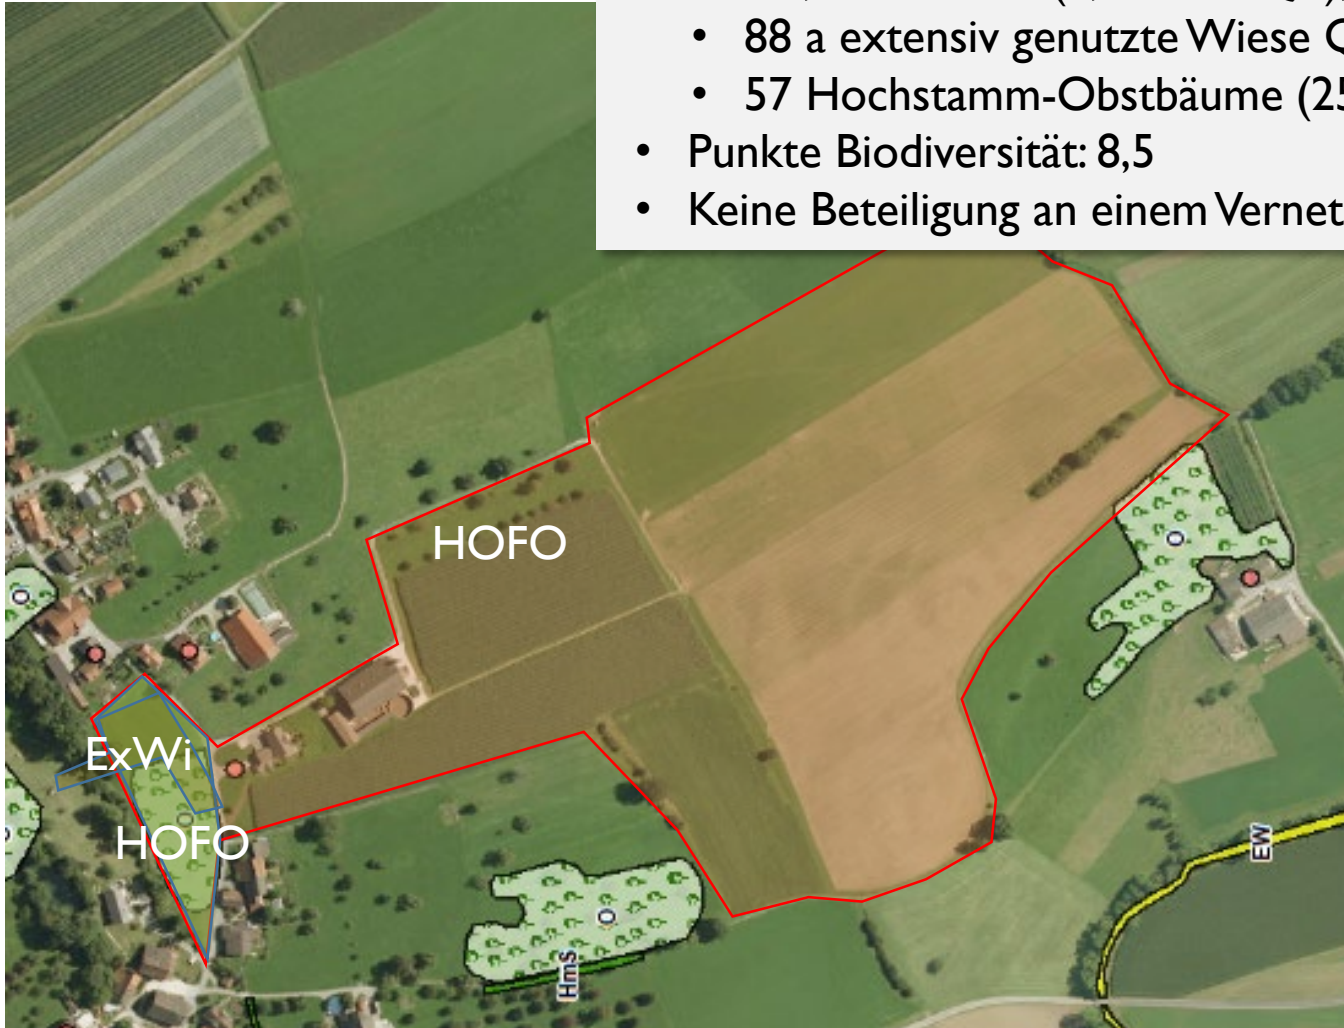 • 88 a extensiv genutzte Wiese
• 57 Hochstamm-Obstbäume
• Punkte Biodiversität: 8,5
• Keine Beteiligung an einem
HOFO
ExWi
HOFO
EW
HmS